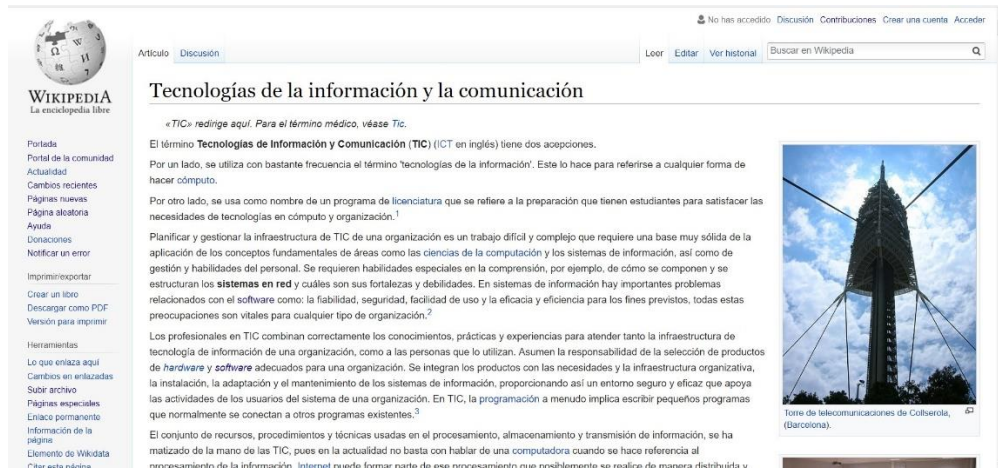 No has accedido Discusión Contribuciones Crear una cuenta Acceder
Artículo Discusión
Leer Editar Ver historial Buscar en Wikipedia
WIKIPEDIA
La enciclopedia libre
Portada
Portal de la comunidad
Actualidad
Cambios recientes
Páginas nuevas
Página aleatoria
Ayuda
Donaciones
Notificar un error
Imprimir/exportar
Crear un libro
Descargar como PDF
Versión para imprimir
Herramientas
Lo que enlaza aquí
Cambios en enlazadas
Subir archivo
Páginas especiales
Enlace permanente
Información de la
página
Elemento de Wikidata
Citar esta página
Tecnologías de la información y la comunicación
«TIC» redirige aquí. Para el término médico, véase Tic.
El término Tecnologías de Información y Comunicación (TIC) (ICT en inglés) tiene dos acepciones.
Por un lado, se utiliza con bastante frecuencia el término 'tecnologías de la información'. Este lo hace para referirse a cualquier forma de
hacer cómputo.
Por otro lado, se usa como nombre de un programa de licenciatura que se refiere a la preparación que tienen estudiantes para satisfacer las
necesidades de tecnologías en cómputo y organización.1
Planificar y gestionar la infraestructura de TIC de una organización es un trabajo difícil y complejo que requiere una base muy sólida de la
aplicación de los conceptos fundamentales de áreas como las ciencias de la computación y los sistemas de información, así como de
gestión y habilidades del personal. Se requieren habilidades especiales en la comprensión, por ejemplo, de cómo se componen y se
estructuran los sistemas en red y cuáles son sus fortalezas y debilidades. En sistemas de información hay importantes problemas
relacionados con el software como: la fiabilidad, seguridad, facilidad de uso y la eficacia y eficiencia para los fines previstos, todas estas
preocupaciones son vitales para cualquier tipo de organización.2
Los profesionales en TIC combinan correctamente los conocimientos, prácticas y experiencias para atender tanto la infraestructura de
tecnología de información de una organización, como a las personas que lo utilizan. Asumen la responsabilidad de la selección de productos
de hardware y software adecuados para una organización. Se integran los productos con las necesidades y la infraestructura organizativa,
la instalación, la adaptación y el mantenimiento de los sistemas de información, proporcionando así un entorno seguro y eficaz que apoya
las actividades de los usuarios del sistema de una organización. En TIC, la programación a menudo implica escribir pequeños programas
que normalmente se conectan a otros programas existentes.3
El conjunto de recursos, procedimientos y técnicas usadas en el procesamiento, almacenamiento y transmisión de información, se ha
matizado de la mano de las TIC, pues en la actualidad no basta con hablar de una computadora cuando se hace referencia al
procesamiento de la información. Internet puede formar parte de ese procesamiento que posiblemente se realice de manera distribuida y
Torre de telecomunicaciones de Collserola,
(Barcelona).